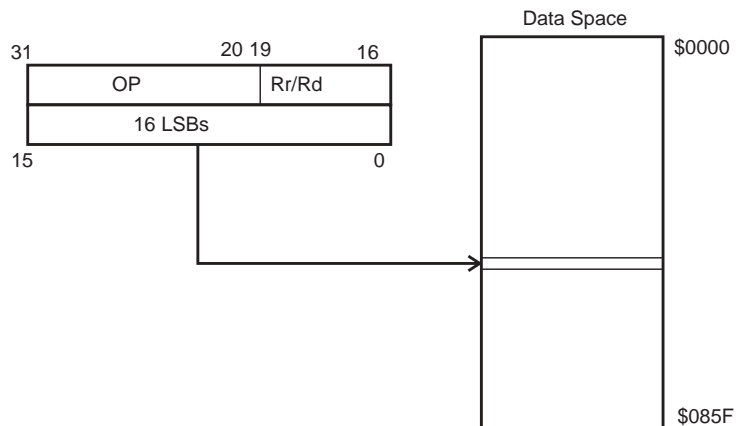 Data Space
31 20 19 16
$0000
OP Rr/Rd
16 LSBs
15 0
$085F